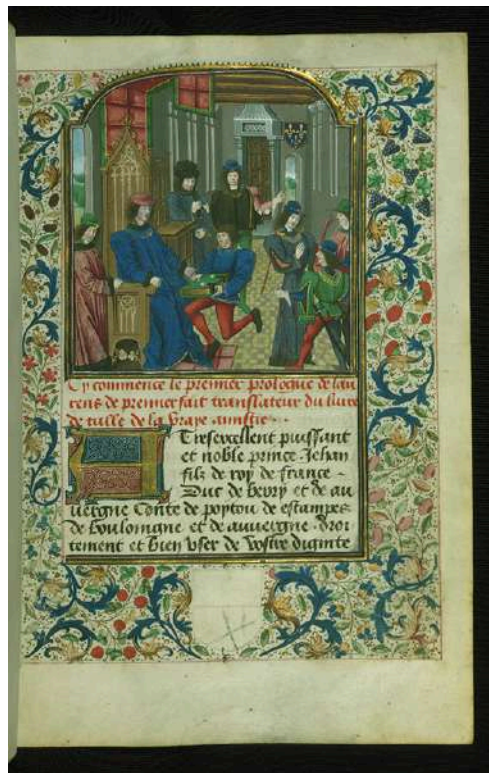 Cy commence le premier prologue de lau
rens de premierfait translateur du liure
de tulle de la vraye amistie
A Tresexcellent puissant
et noble prince Jehan
filz de roy de france
Duc de berry et de au
uergne Conte de poytou de estampes
de boulongne et de auuergne Droi
tement et bien vser de vostre dignite